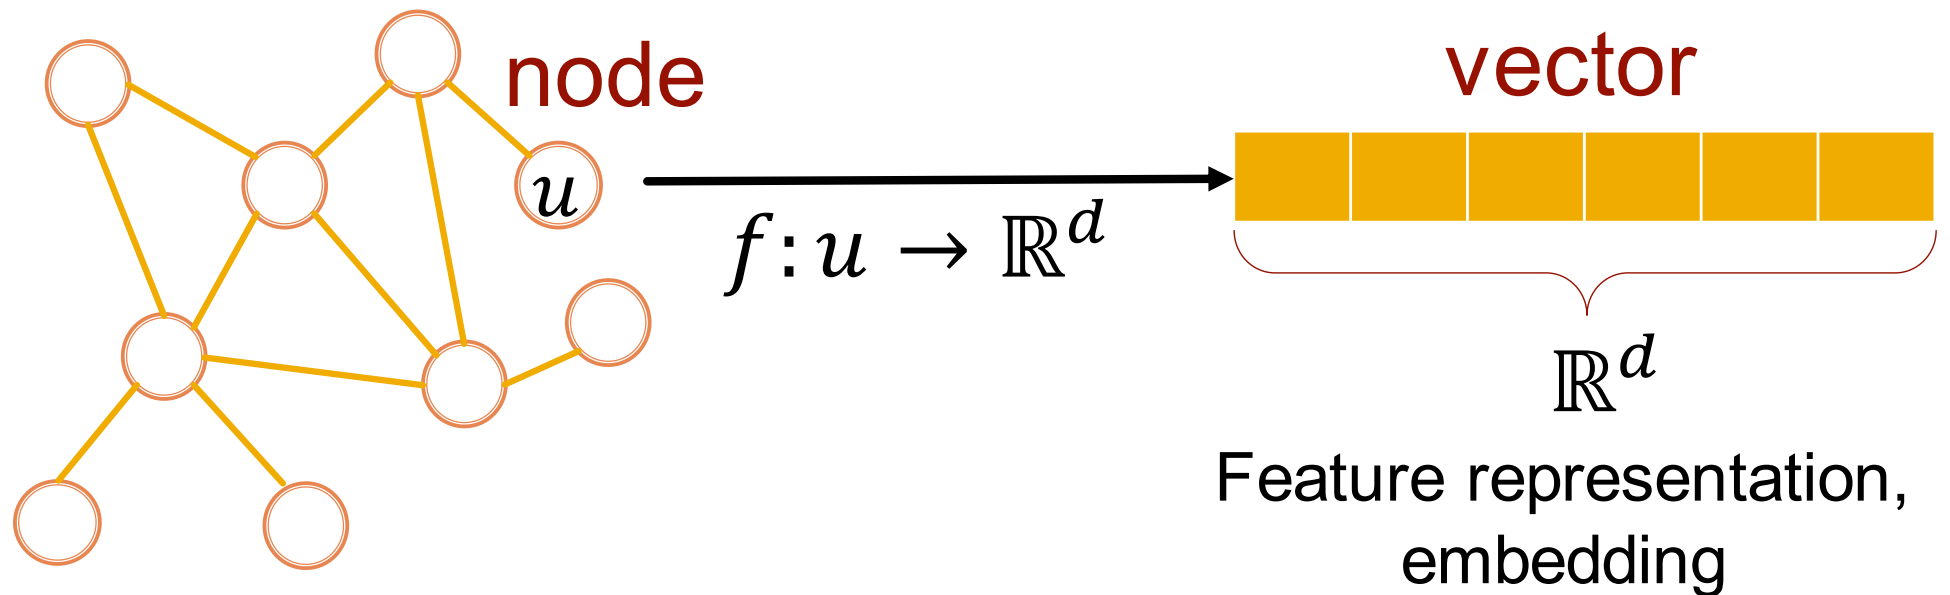 node
vector
u
f: u → ℝ^d
ℝ^d
Feature representation,
embedding